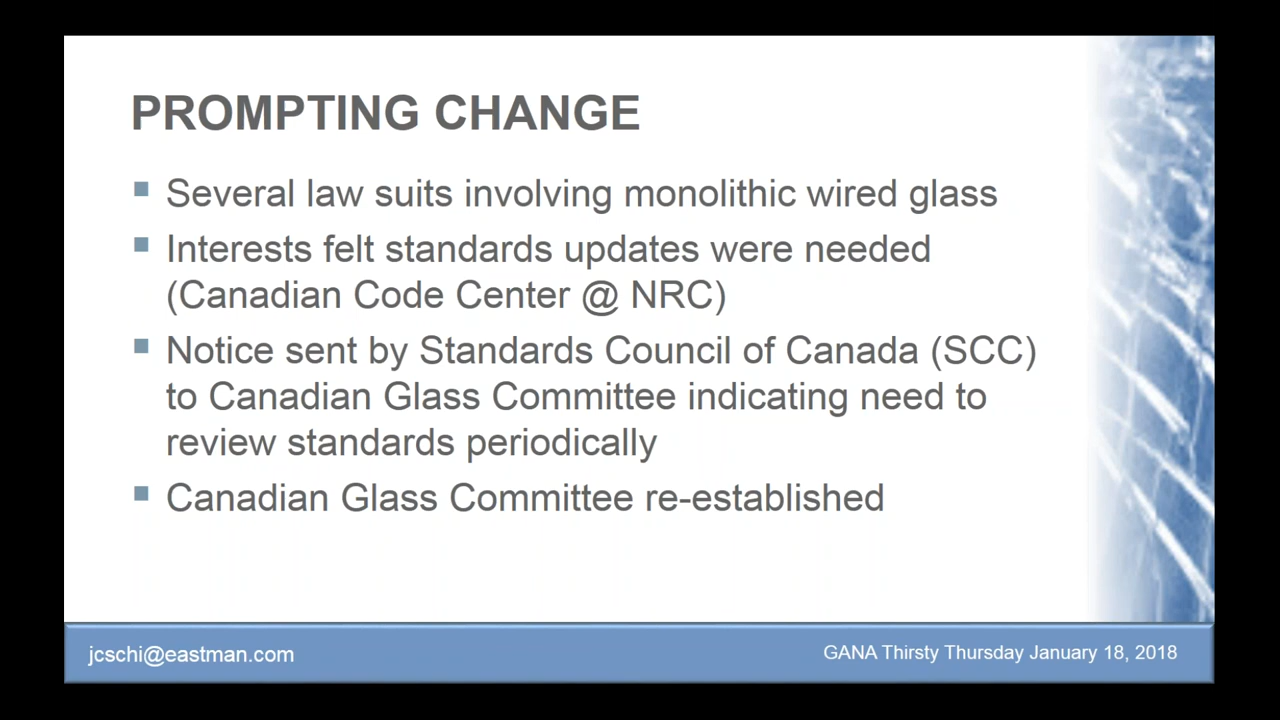 PROMPTING CHANGE
▪ Several law suits involving monolithic wired glass
▪ Interests felt standards updates were needed
(Canadian Code Center @ NRC)
▪ Notice sent by Standards Council of Canada (SCC)
to Canadian Glass Committee indicating need to
review standards periodically
▪ Canadian Glass Committee re-established
jcschi@eastman.com
GANA Thirsty Thursday January 18, 2018